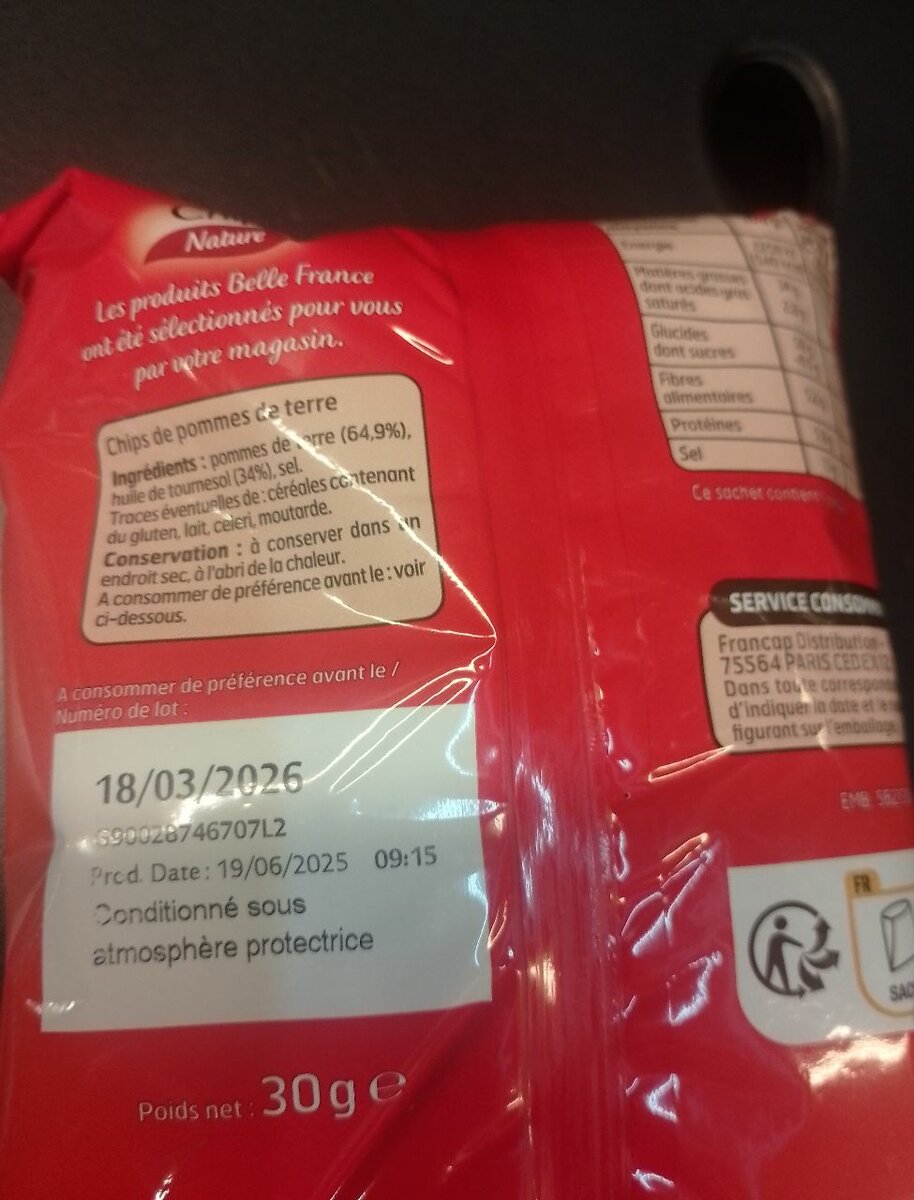 Nature
Les produits Belle France
ont été sélectionnés pour vous
par votre magasin.
Chips de pommes de terre
Ingrédients : pommes de terre (64,9%),
huile de tournesol (34%), sel.
Traces éventuelles de : céréales contenant
du gluten, lait, céleri, moutarde.
Conservation : à conserver dans un
endroit sec, à l'abri de la chaleur.
A consommer de préférence avant le : voir
ci-dessous.
A consommer de préférence avant le /
Numéro de lot :
18/03/2026
G90028746707L2
Prod. Date : 19/06/2025 09:15
Conditionné sous
atmosphère protectrice
Poids net : 30g e
Energie
Matières grasses
dont acides gras
saturés
Glucides
dont sucres
Fibres
alimentaires
Protéines
Sel
Ce sachet contient
SERVICE
Francap Distribution
75564 PARIS CEDEX 12
Dans toute
d'indiquer la date et le
figurant sur l'emballage.
EMB
FR